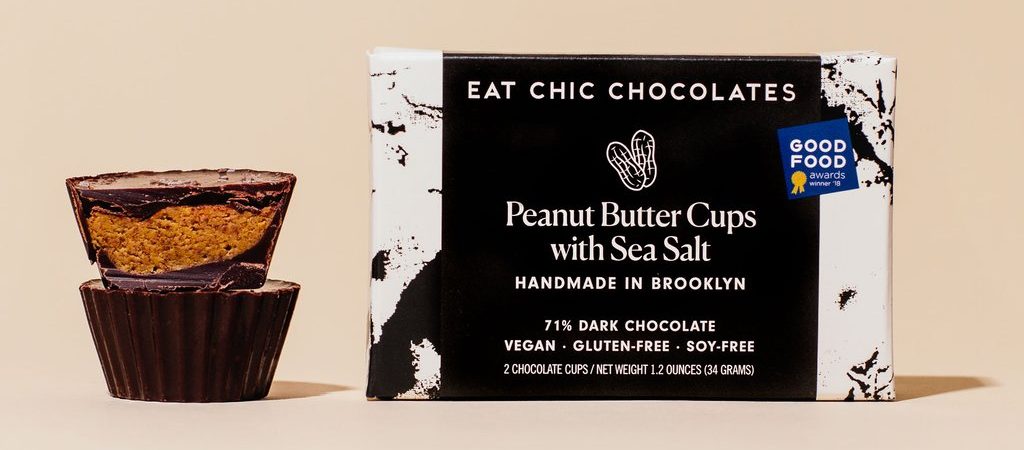 EAT CHIC CHOCOLATES
GOOD
FOOD
awards
winner '18
Peanut Butter Cups
with Sea Salt
HANDMADE IN BROOKLYN
71% DARK CHOCOLATE
VEGAN · GLUTEN-FREE · SOY-FREE
2 CHOCOLATE CUPS / NET WEIGHT 1.2 OUNCES (34 GRAMS)